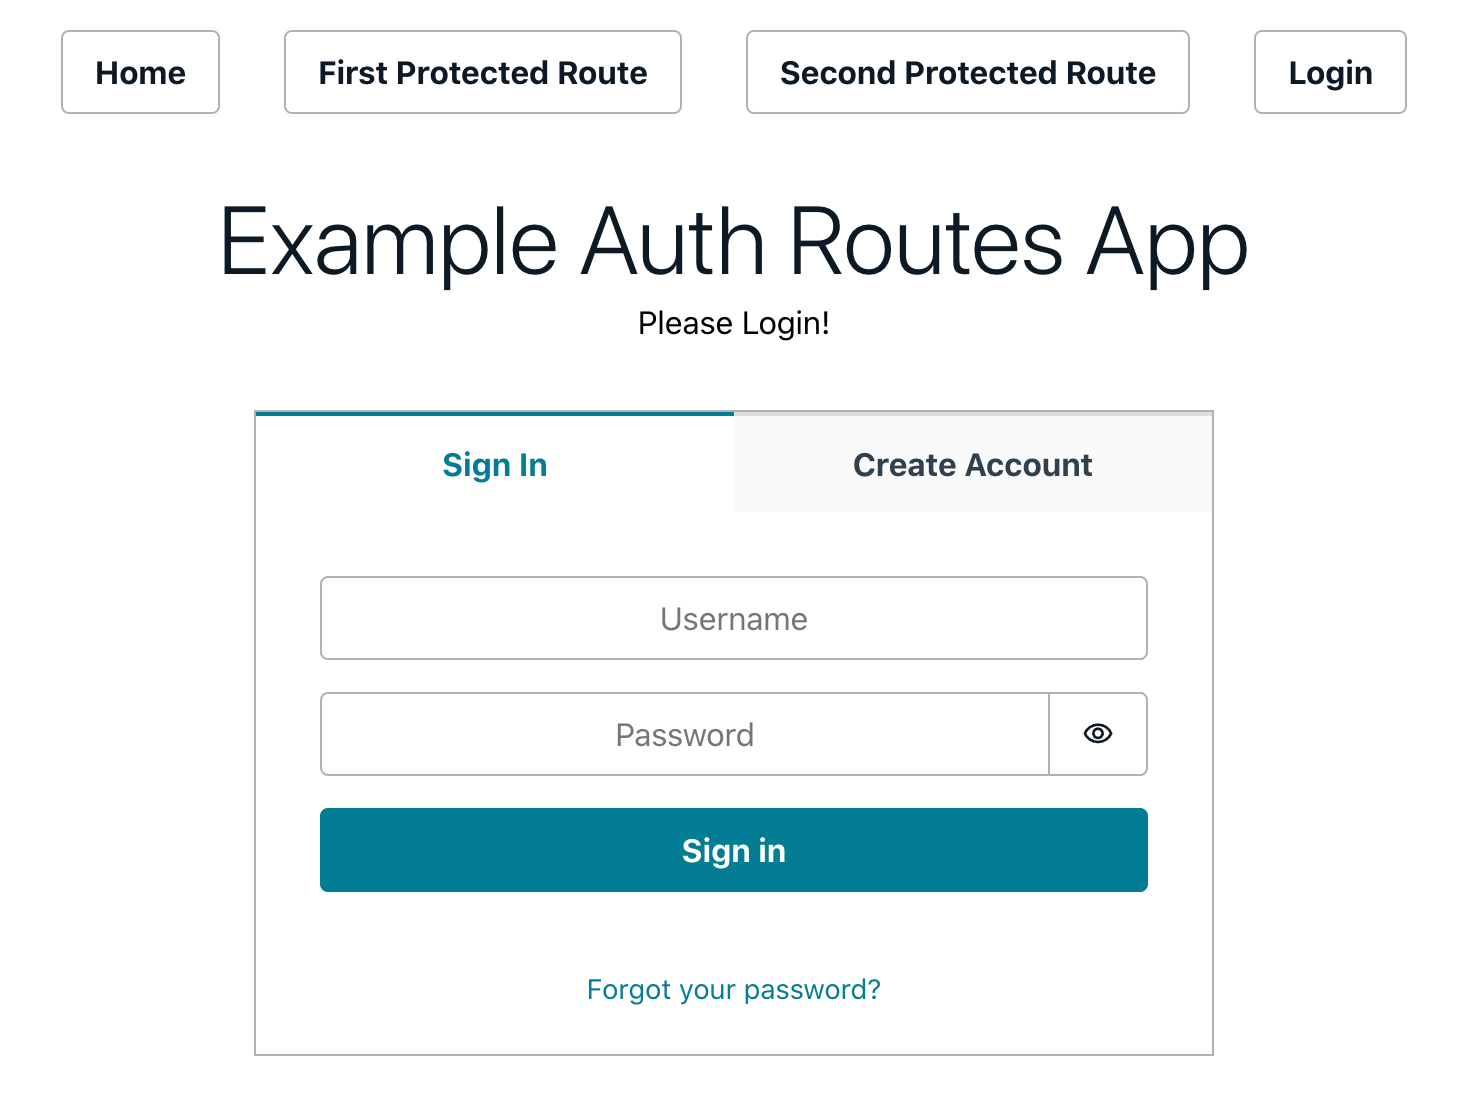 Home First Protected Route Second Protected Route Login
Example Auth Routes App
Please Login!
Sign In Create Account
Username
Password
Sign in
Forgot your password?